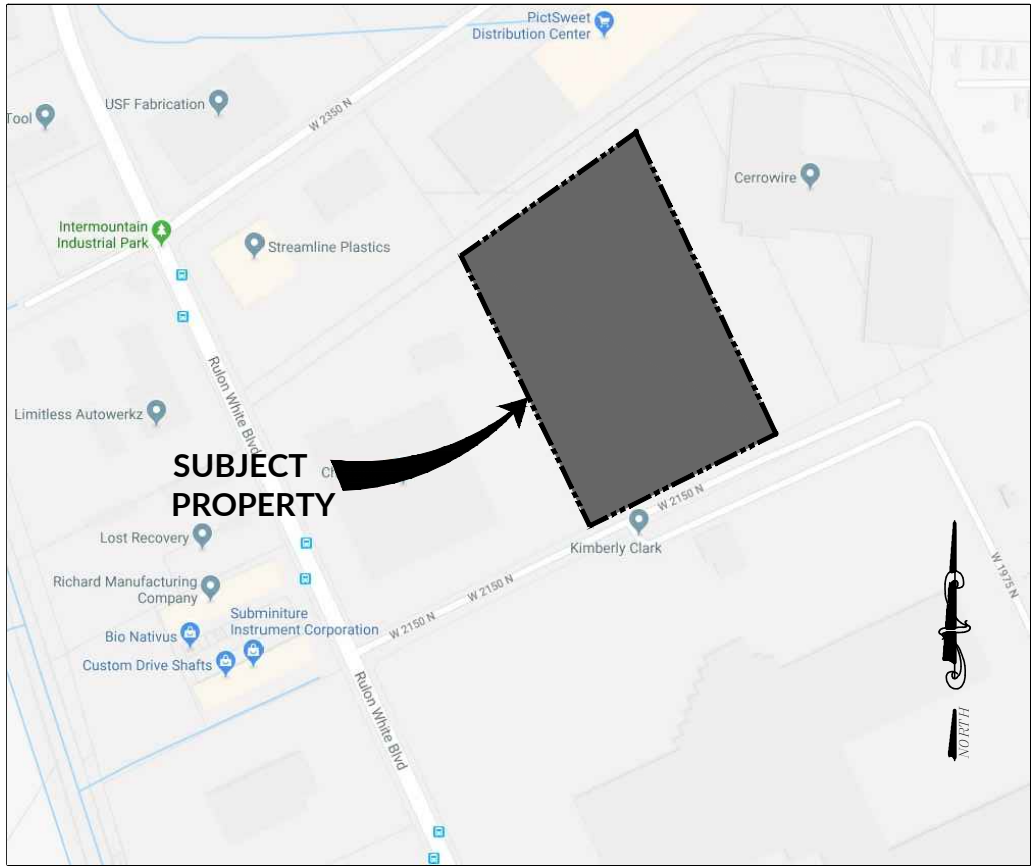 PictSweet
Distribution Center
USF Fabrication
Tool
W 2350 N
Cerrowire
Intermountain
Industrial Park
Streamline Plastics
Rulon White Blvd
Limitless Autowerkz
SUBJECT
PROPERTY
W 2150 N
Kimberly Clark
Lost Recovery
W 2150 N
W 1975 N
Richard Manufacturing
Company
Subminiture
Instrument Corporation
Bio Nativus
W 2150 N
Custom Drive Shafts
Rulon White Blvd
NORTH